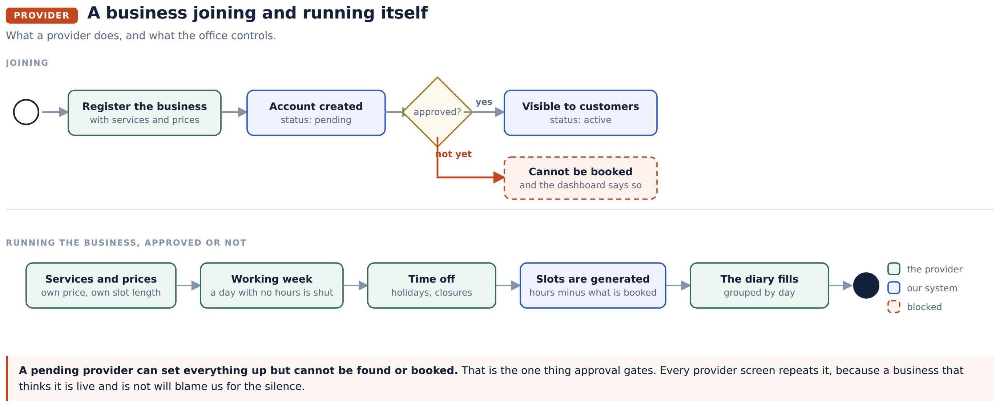 PROVIDER
A business joining and running itself
What a provider does, and what the office controls.
JOINING
Register the business
with services and prices
Account created
status: pending
approved?
yes
Visible to customers
status: active
not yet
Cannot be booked
and the dashboard says so
RUNNING THE BUSINESS, APPROVED OR NOT
Services and prices
own price, own slot length
Working week
a day with no hours is shut
Time off
holidays, closures
Slots are generated
hours minus what is booked
The diary fills
grouped by day
the provider
our system
blocked
A pending provider can set everything up but cannot be found or booked. That is the one thing approval gates. Every provider screen repeats it, because a business that
thinks it is live and is not will blame us for the silence.